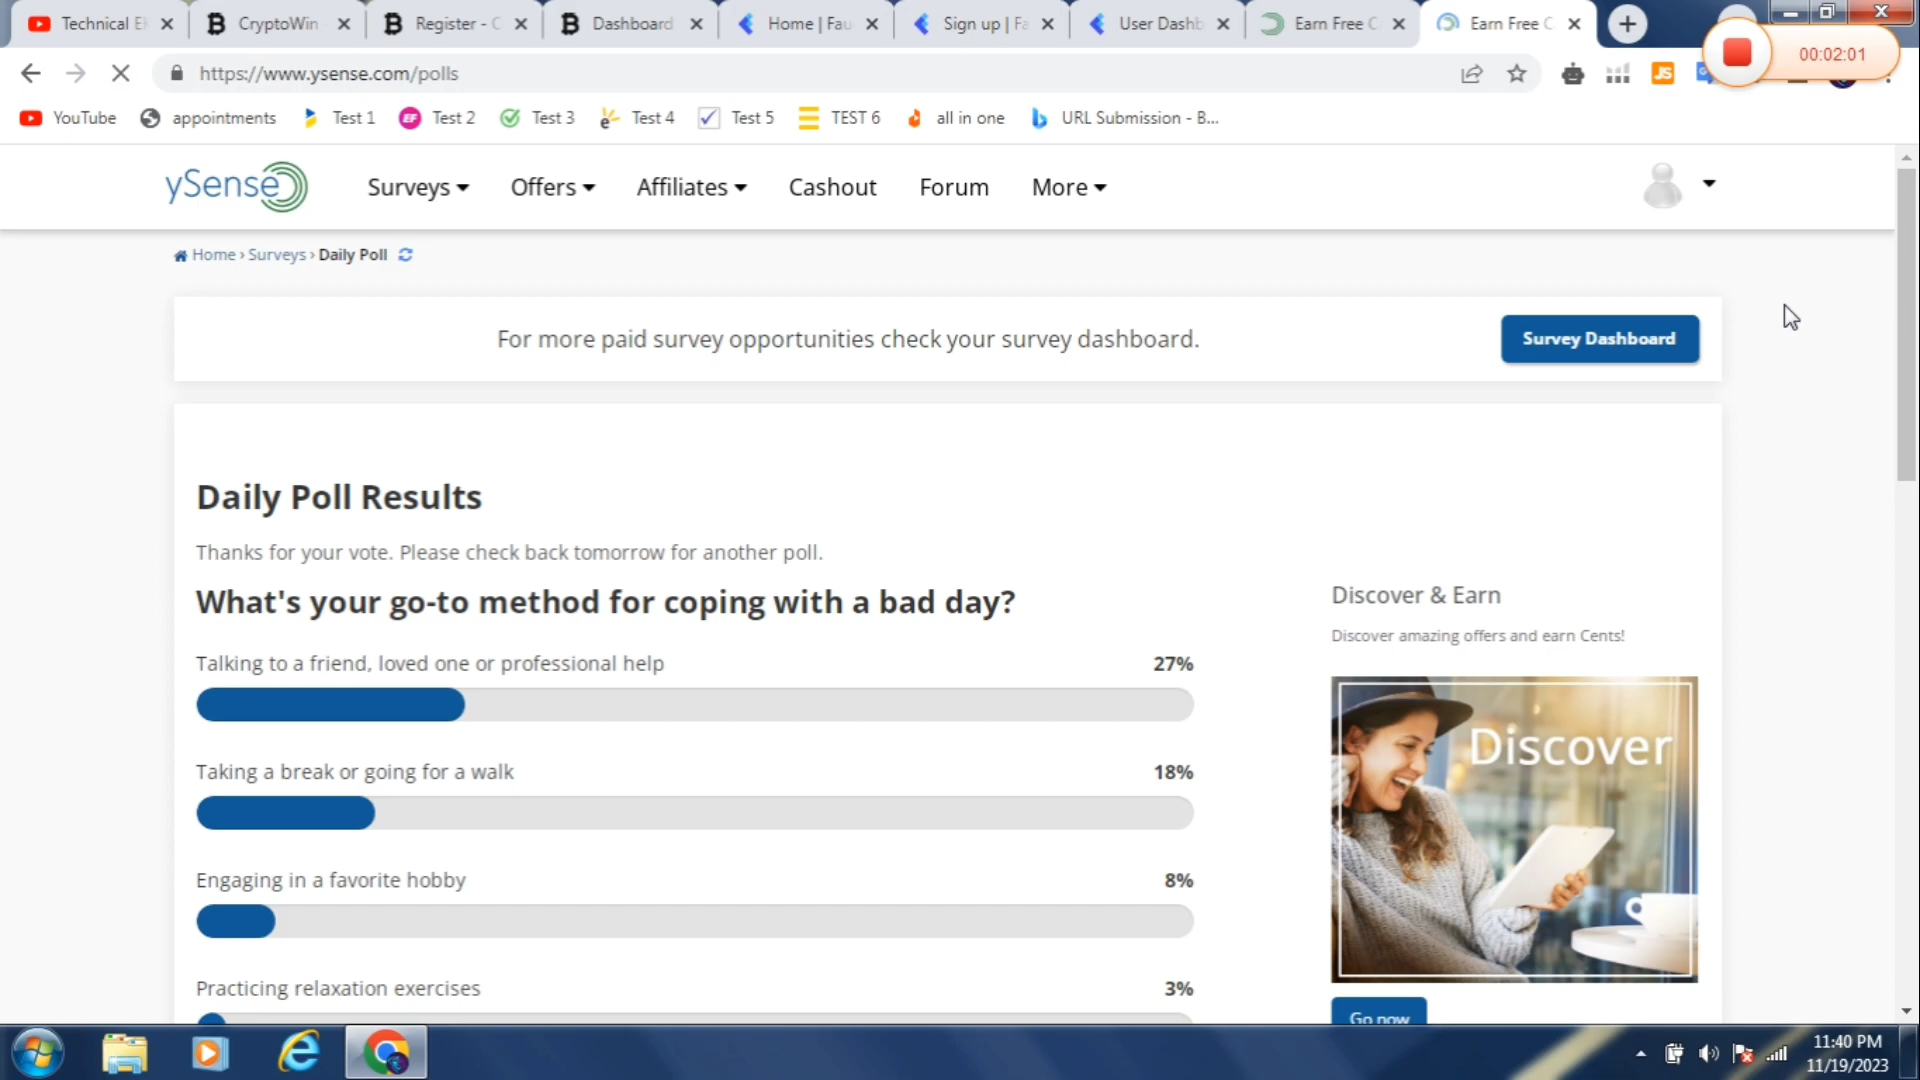 Technical E
CryptoWin
Register - C
Dashboard
Home | Fau
Sign up | Fa
User Dashb
Earn Free C
Earn Free C
00:02:01
https://www.ysense.com/polls
YouTube
appointments
Test 1
Test 2
Test 3
Test 4
Test 5
TEST 6
all in one
URL Submission - B...
ySense
Surveys
Offers
Affiliates
Cashout
Forum
More
Home › Surveys › Daily Poll
For more paid survey opportunities check your survey dashboard.
Survey Dashboard
Daily Poll Results
Thanks for your vote. Please check back tomorrow for another poll.
What's your go-to method for coping with a bad day?
Talking to a friend, loved one or professional help 27%
Taking a break or going for a walk 18%
Engaging in a favorite hobby 8%
Practicing relaxation exercises 3%
Discover & Earn
Discover amazing offers and earn Cents!
Discover
Go now
11:40 PM
11/19/2023